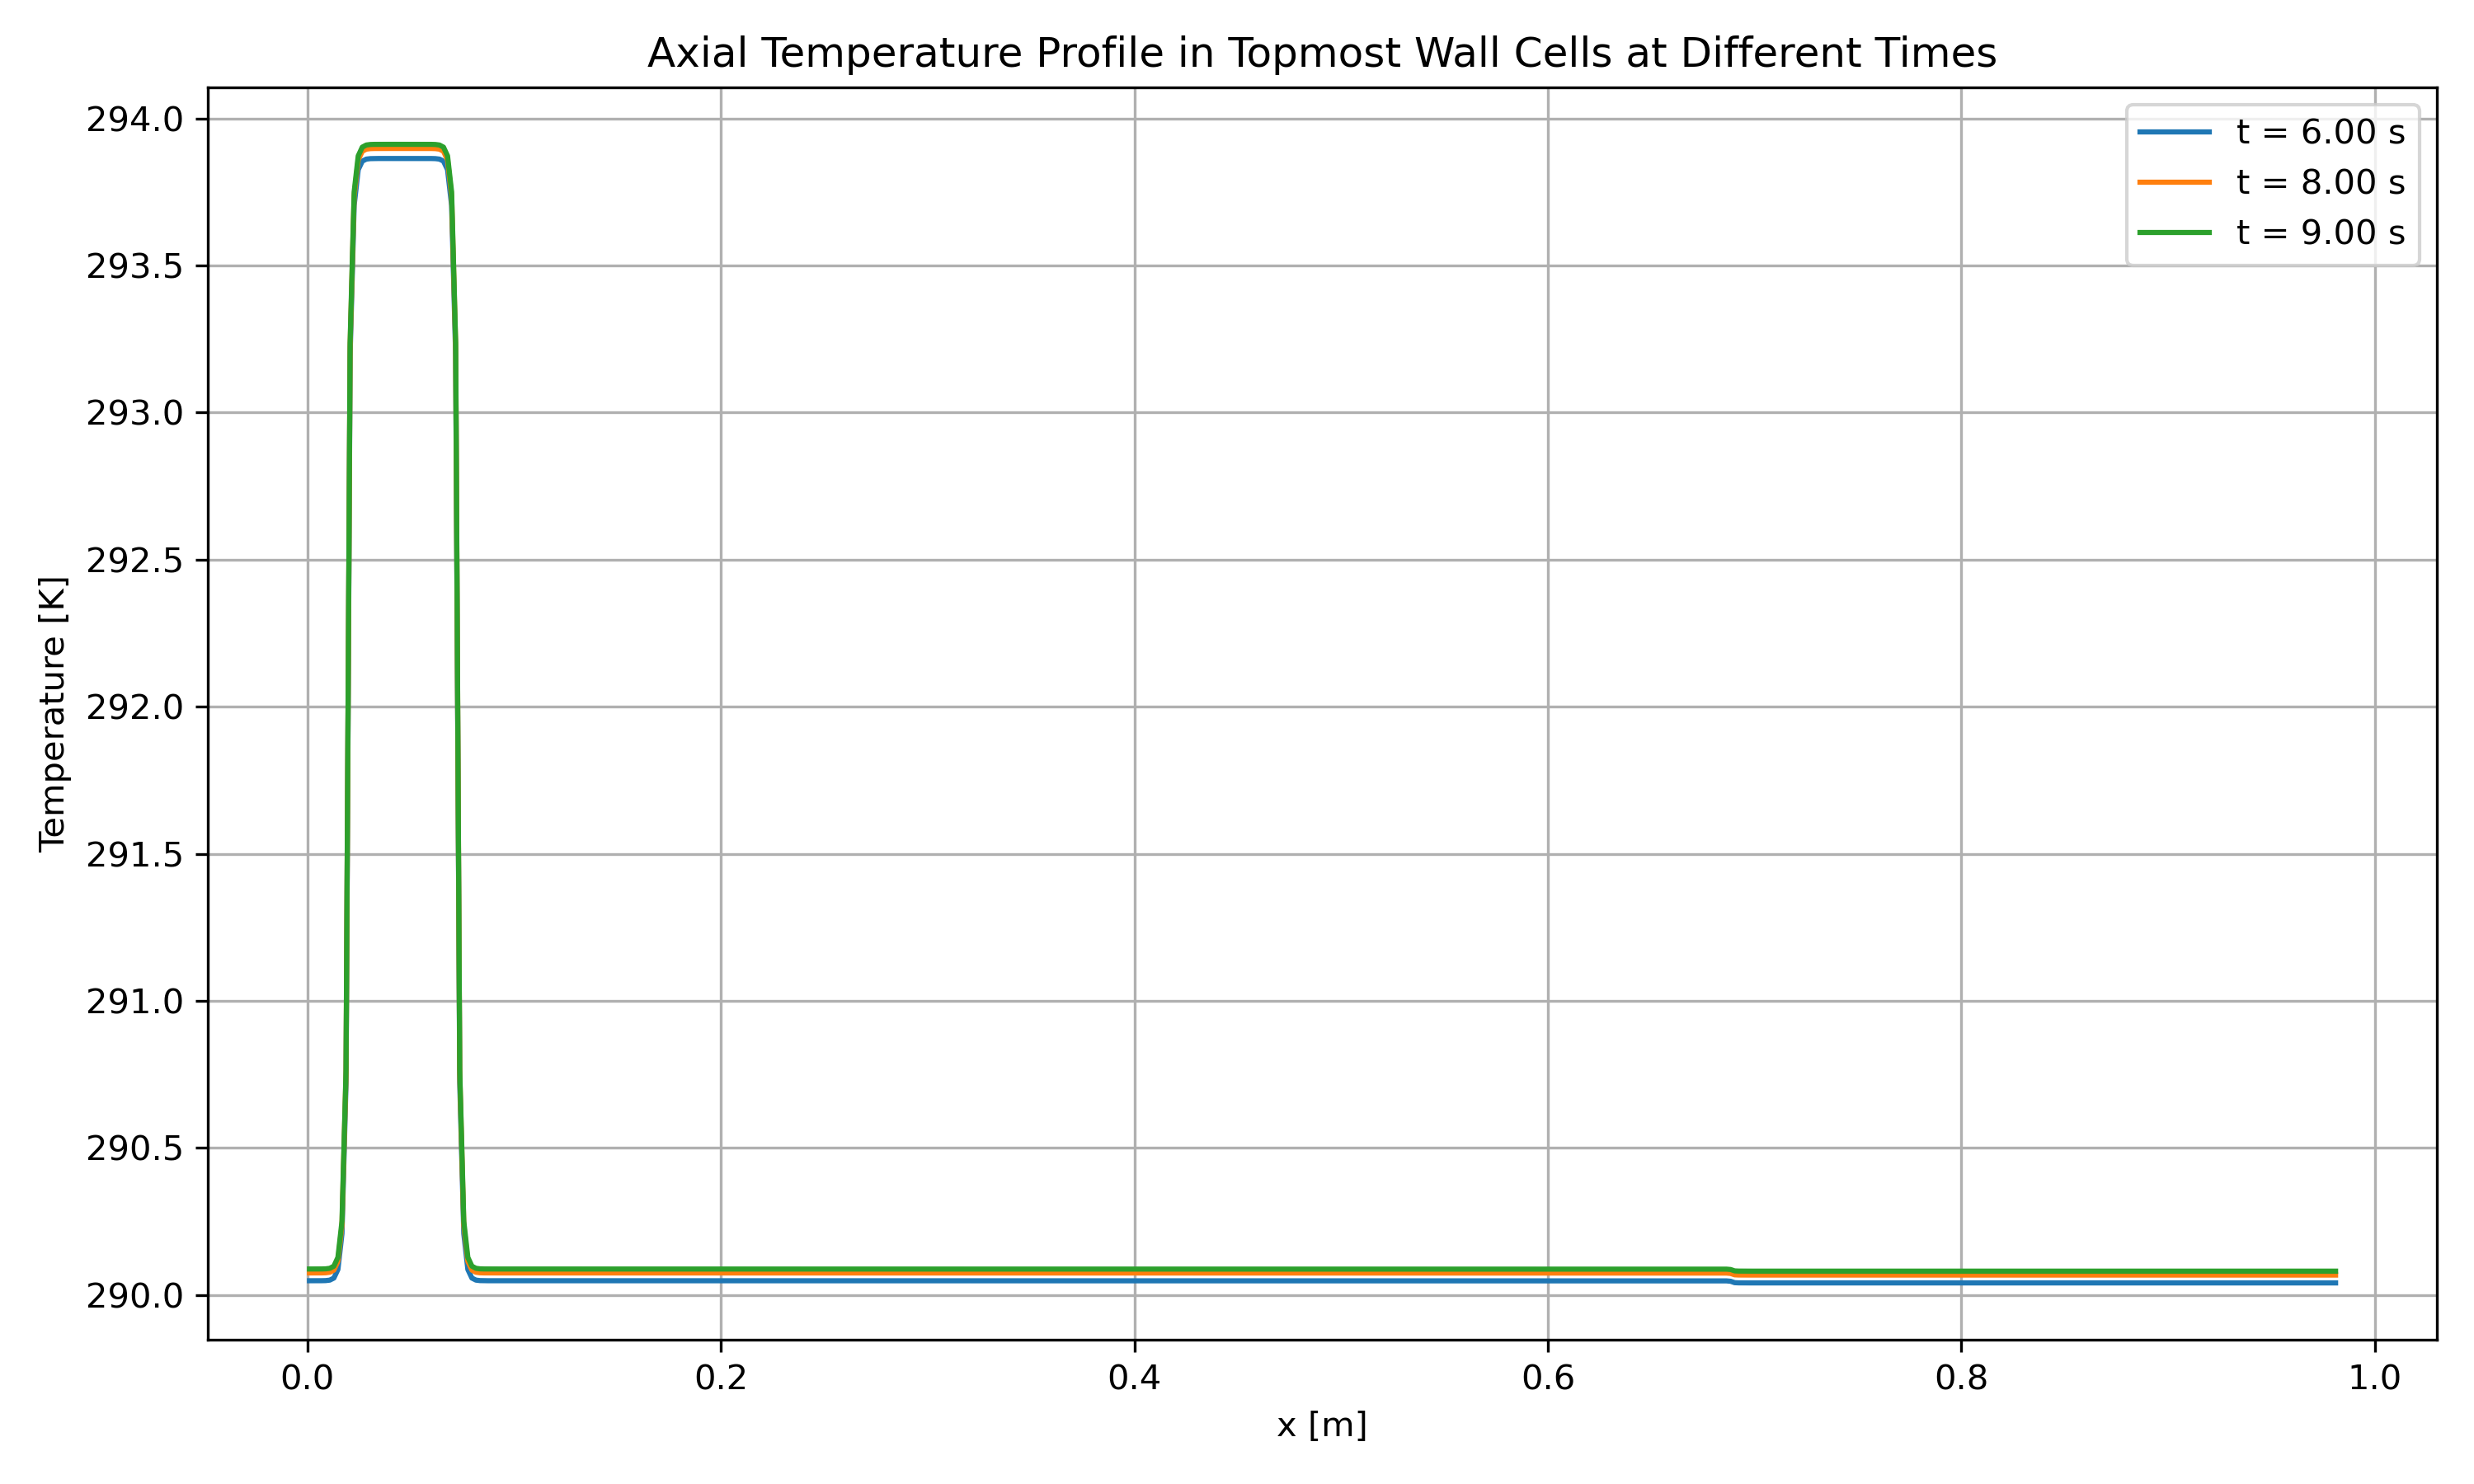 Axial Temperature Profile in Topmost Wall Cells at Different Times
294.0
293.5
293.0
292.5
292.0
291.5
291.0
290.5
290.0
Temperature [K]
t = 6.00 s
t = 8.00 s
t = 9.00 s
0.0 0.2 0.4 0.6 0.8 1.0
x [m]